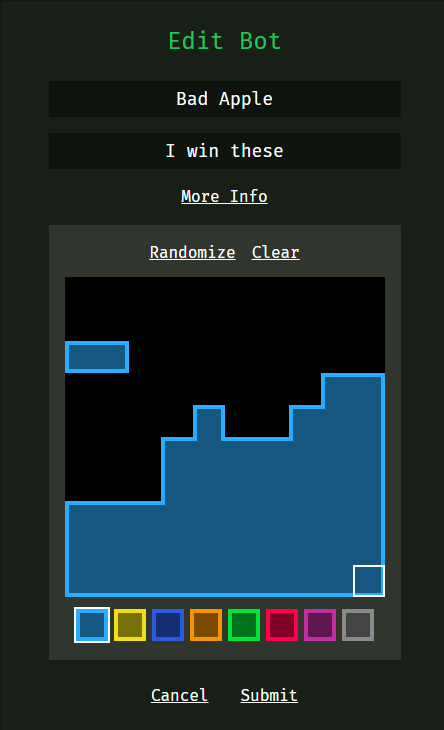 Edit Bot
Bad Apple
I win these
More Info
Randomize Clear
Cancel Submit